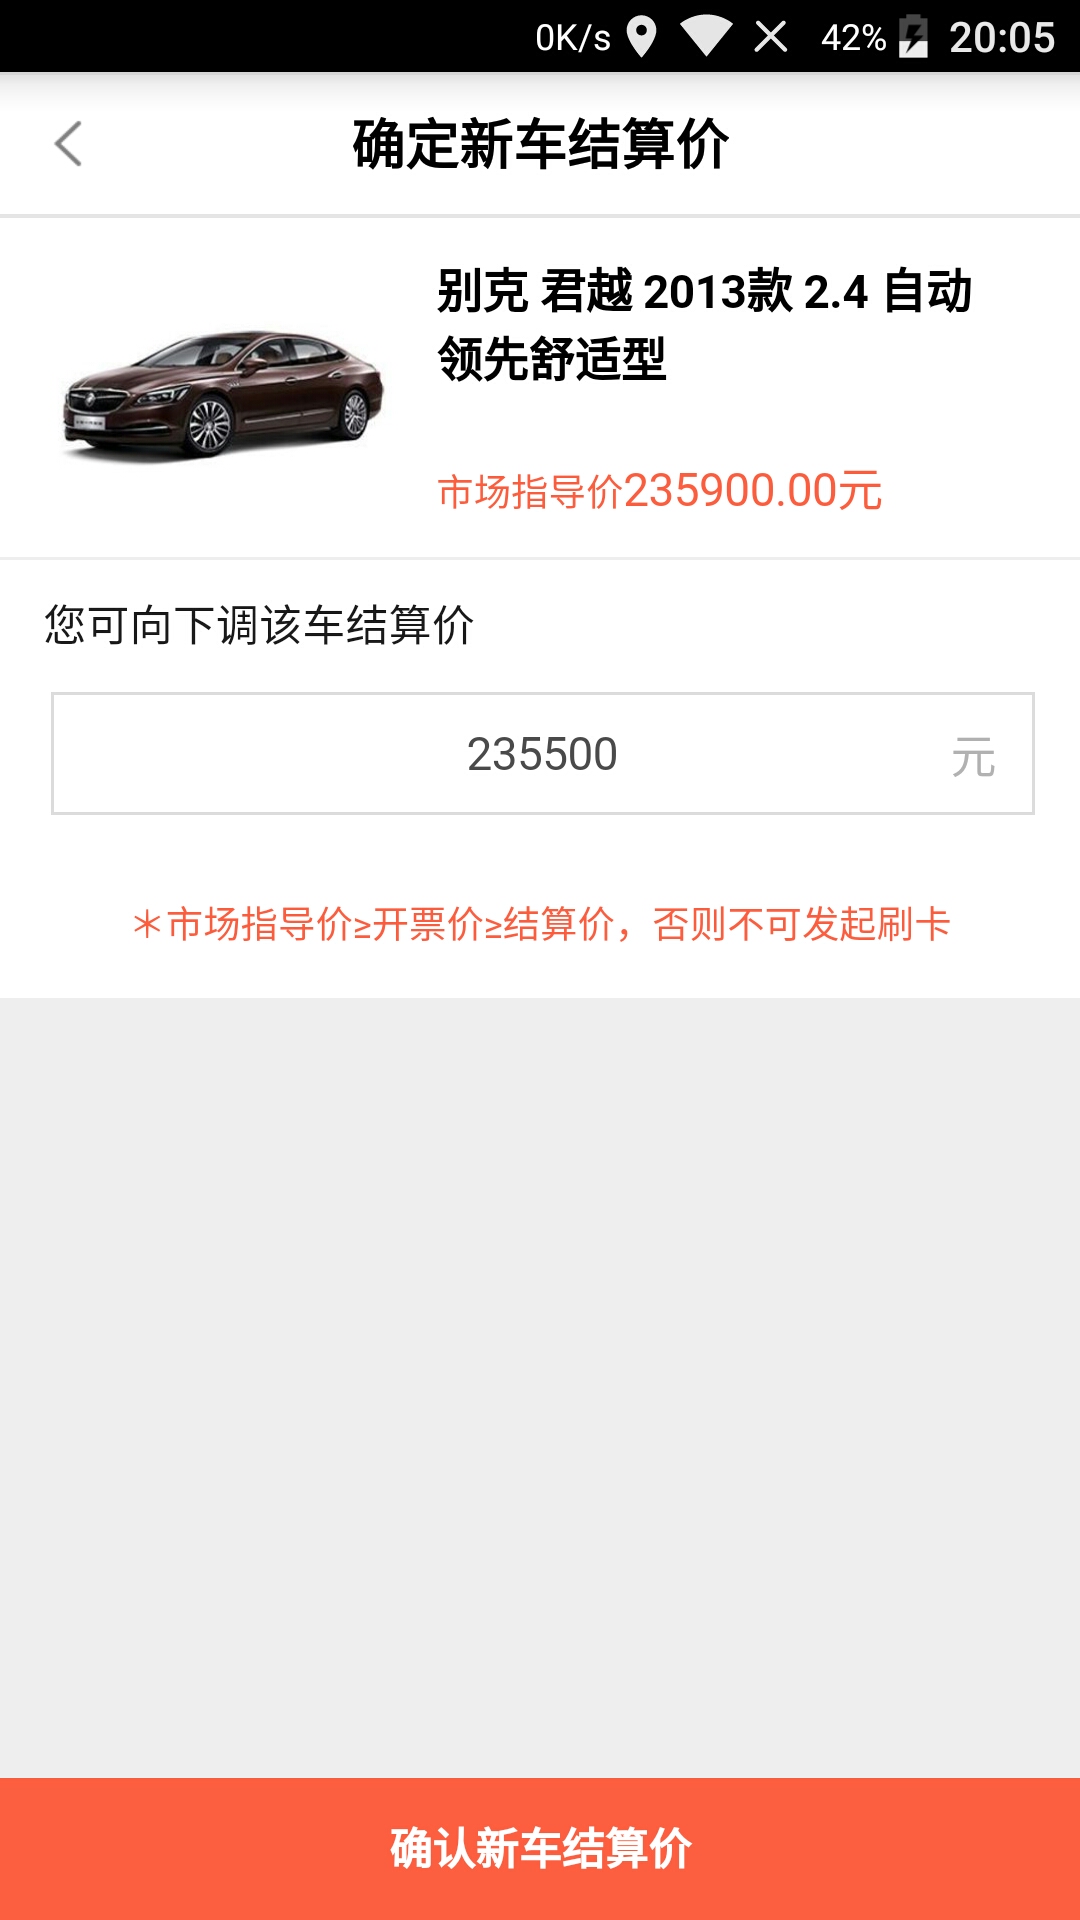 0K/s 42% 20:05
确定新车结算价
别克 君越 2013款 2.4 自动
领先舒适型
市场指导价235900.00元
您可向下调该车结算价
235500 元
＊市场指导价≥开票价≥结算价，否则不可发起刷卡
确认新车结算价